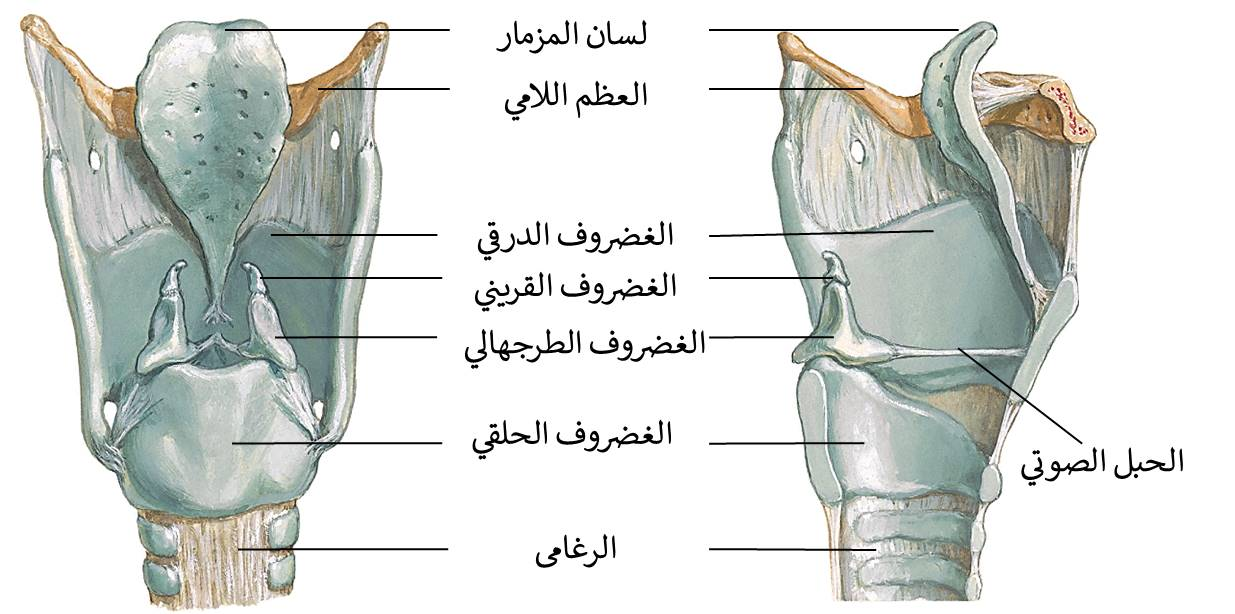 لسان المزمار
العظم اللامي
الغضروف الدرقي
الغضروف القريني
الغضروف الطرجهالي
الغضروف الحلقي
الحبل الصوتي
الرغامى